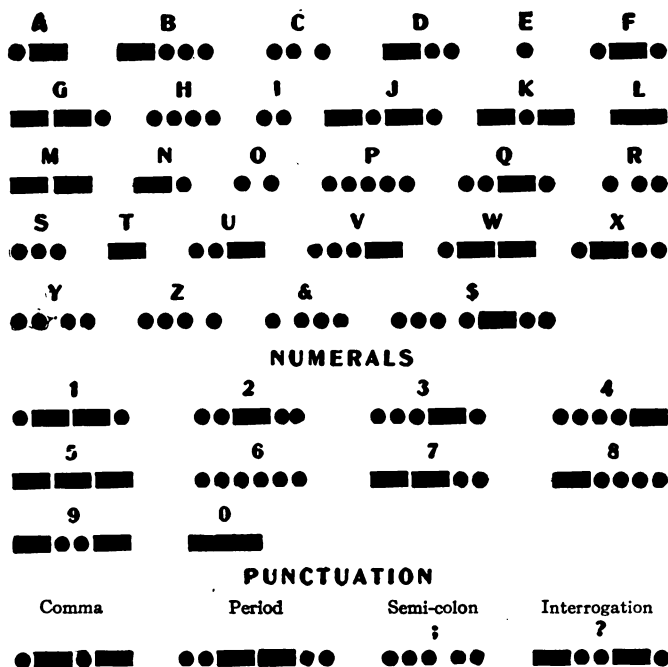 A B C D E F
G H I J K L
M N O P Q R
S T U V W X
Y Z & $
NUMERALS
1 2 3 4
5 6 7 8
9 0
PUNCTUATION
Comma Period Semi-colon Interrogation
; ?